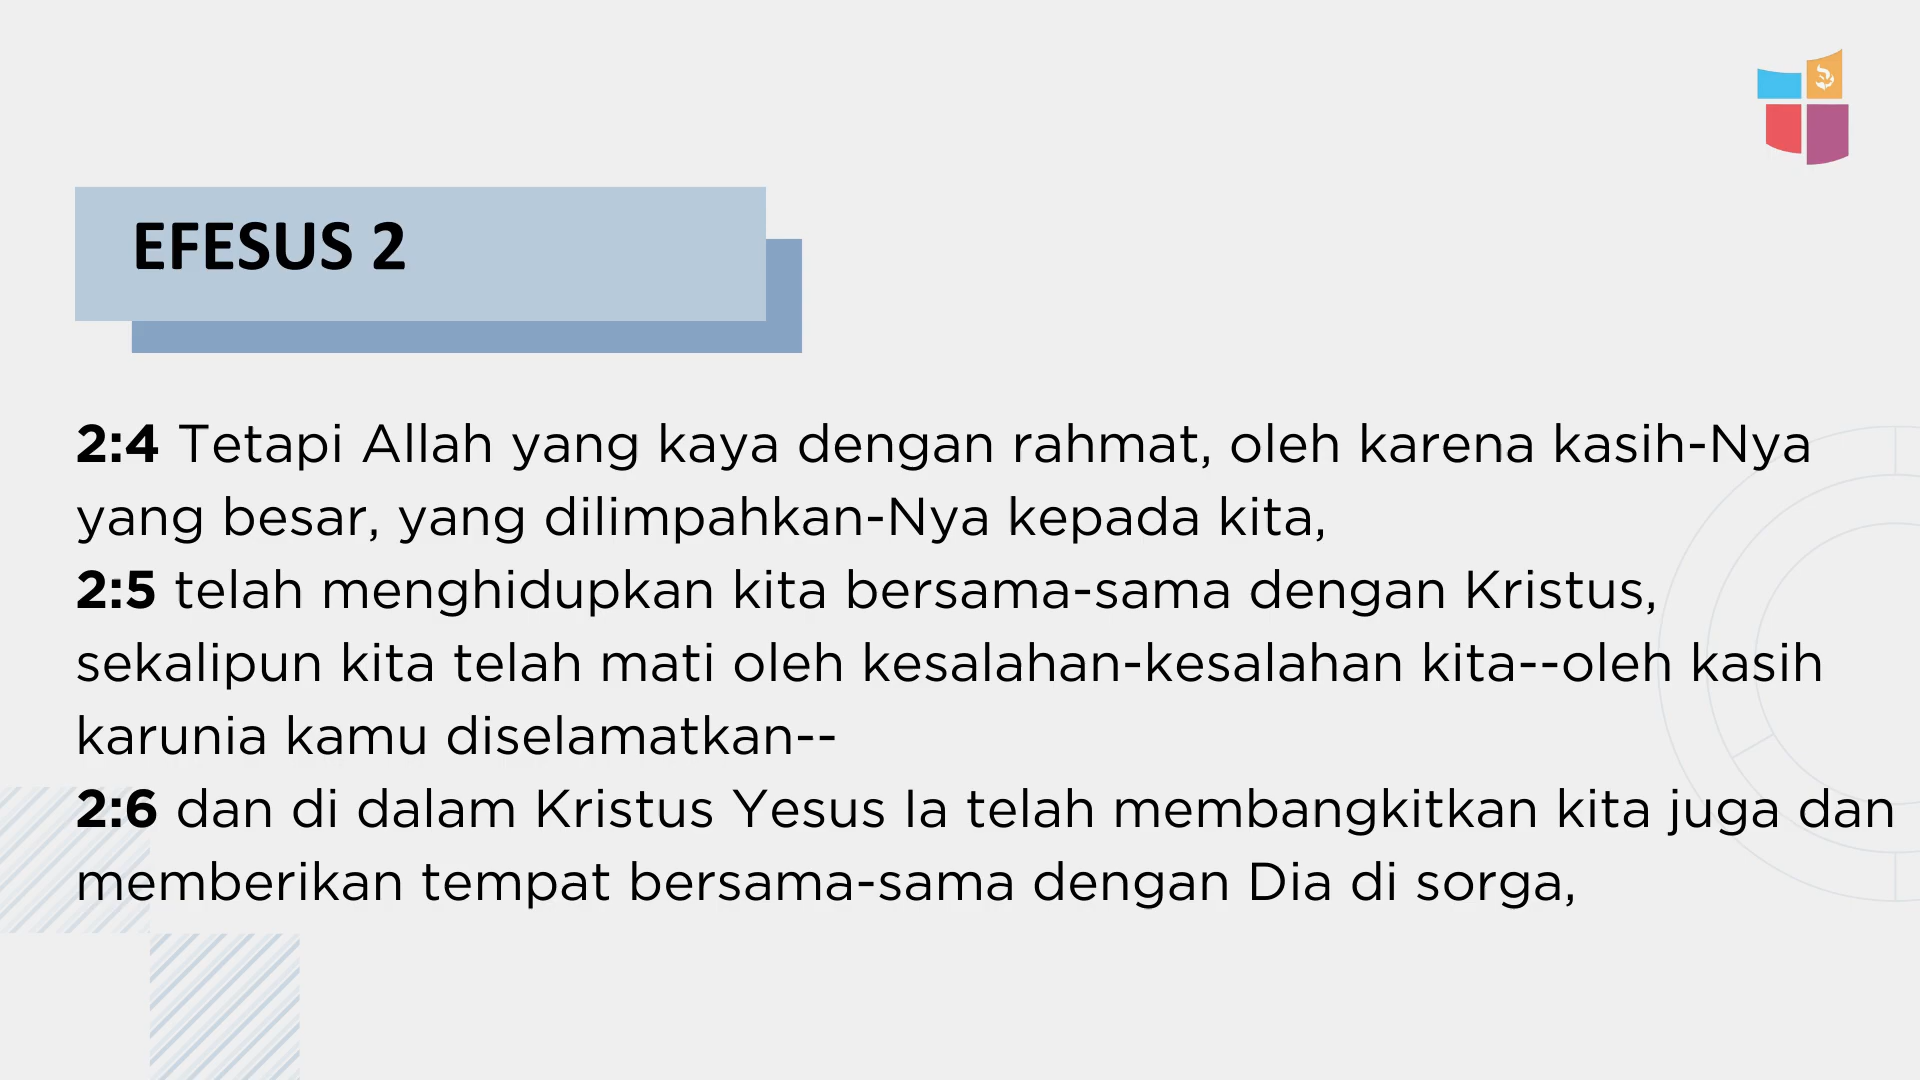 EFESUS 2
2:4 Tetapi Allah yang kaya dengan rahmat, oleh karena kasih-Nya
yang besar, yang dilimpahkan-Nya kepada kita,
2:5 telah menghidupkan kita bersama-sama dengan Kristus,
sekalipun kita telah mati oleh kesalahan-kesalahan kita--oleh kasih
karunia kamu diselamatkan--
2:6 dan di dalam Kristus Yesus Ia telah membangkitkan kita juga dan
memberikan tempat bersama-sama dengan Dia di sorga,